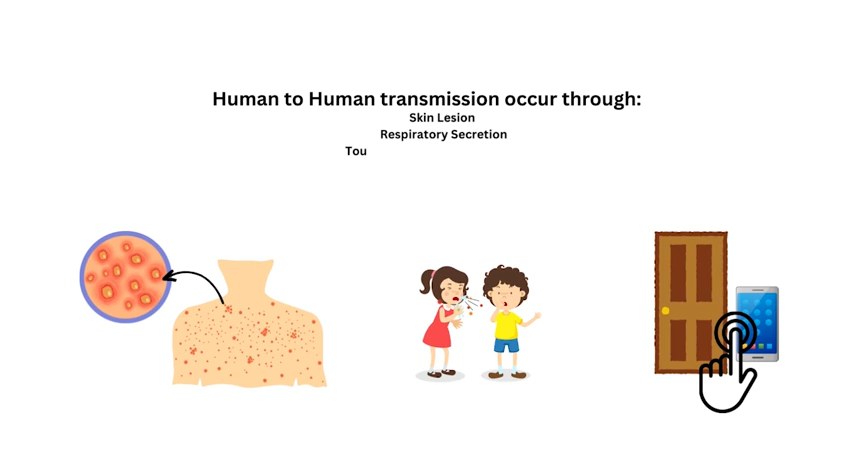 Human to Human transmission occur through:
Skin Lesion
Respiratory Secretion
Tou